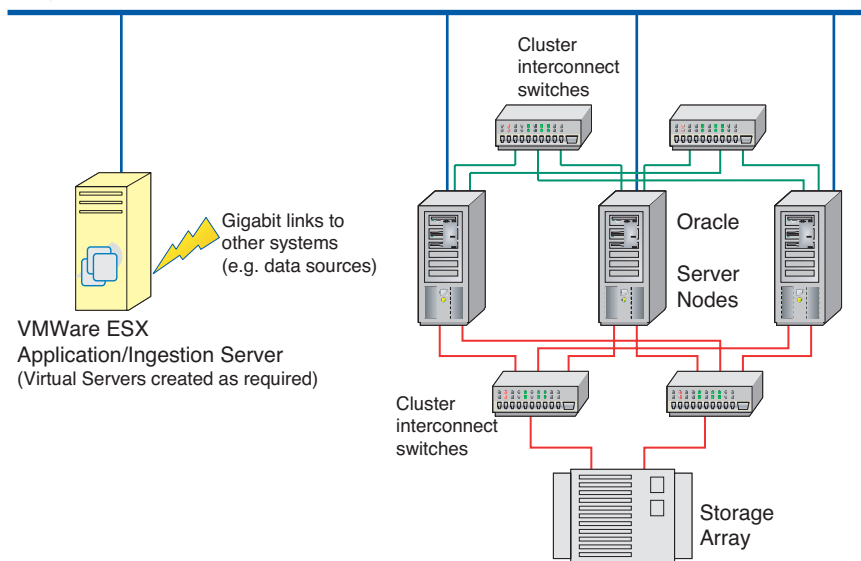 Cluster
interconnect
switches
Gigabit links to
other systems
(e.g. data sources)
Oracle
Server
Nodes
VMWare ESX
Application/Ingestion Server
(Virtual Servers created as required)
Cluster
interconnect
switches
Storage
Array